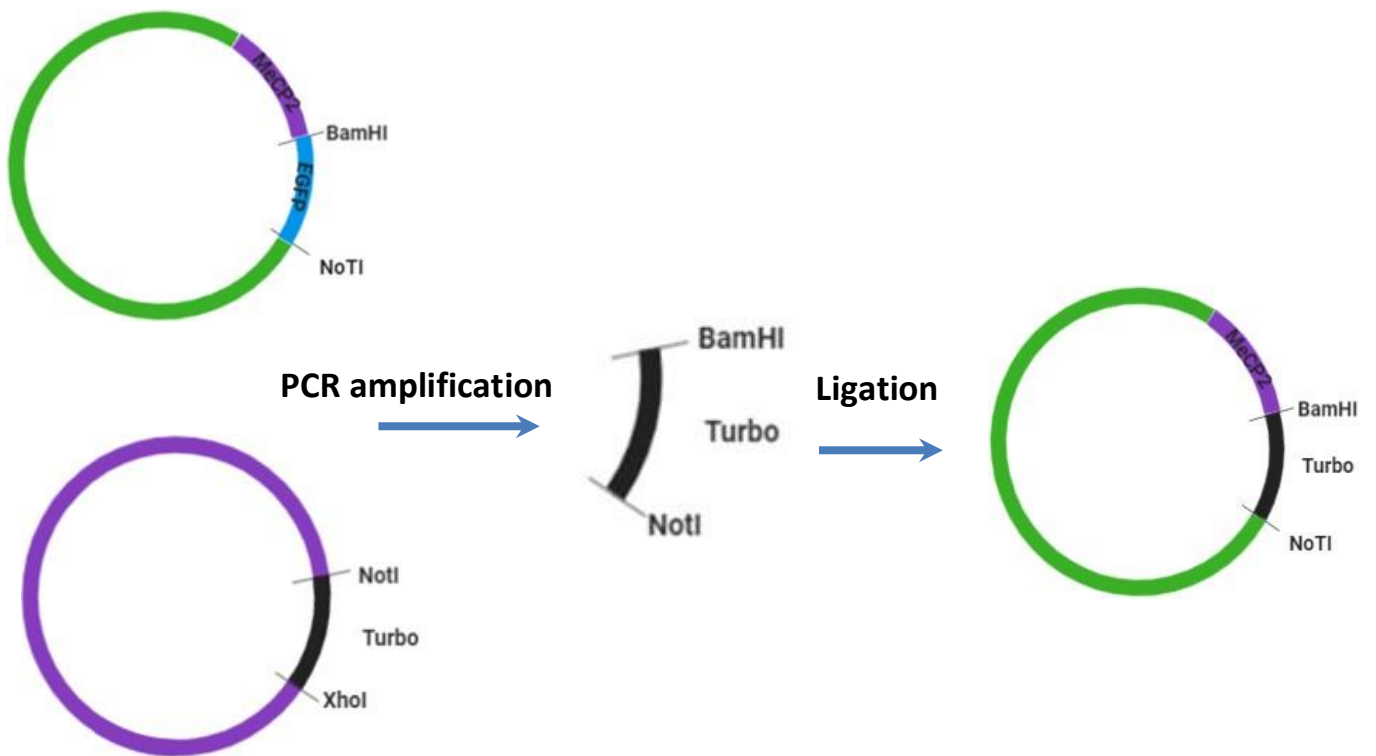 MeCP2
BamHI
EGFP
NoTI
PCR amplification
NotI
Turbo
XhoI
BamHI
Turbo
NotI
Ligation
MeCP2
BamHI
Turbo
NoTI